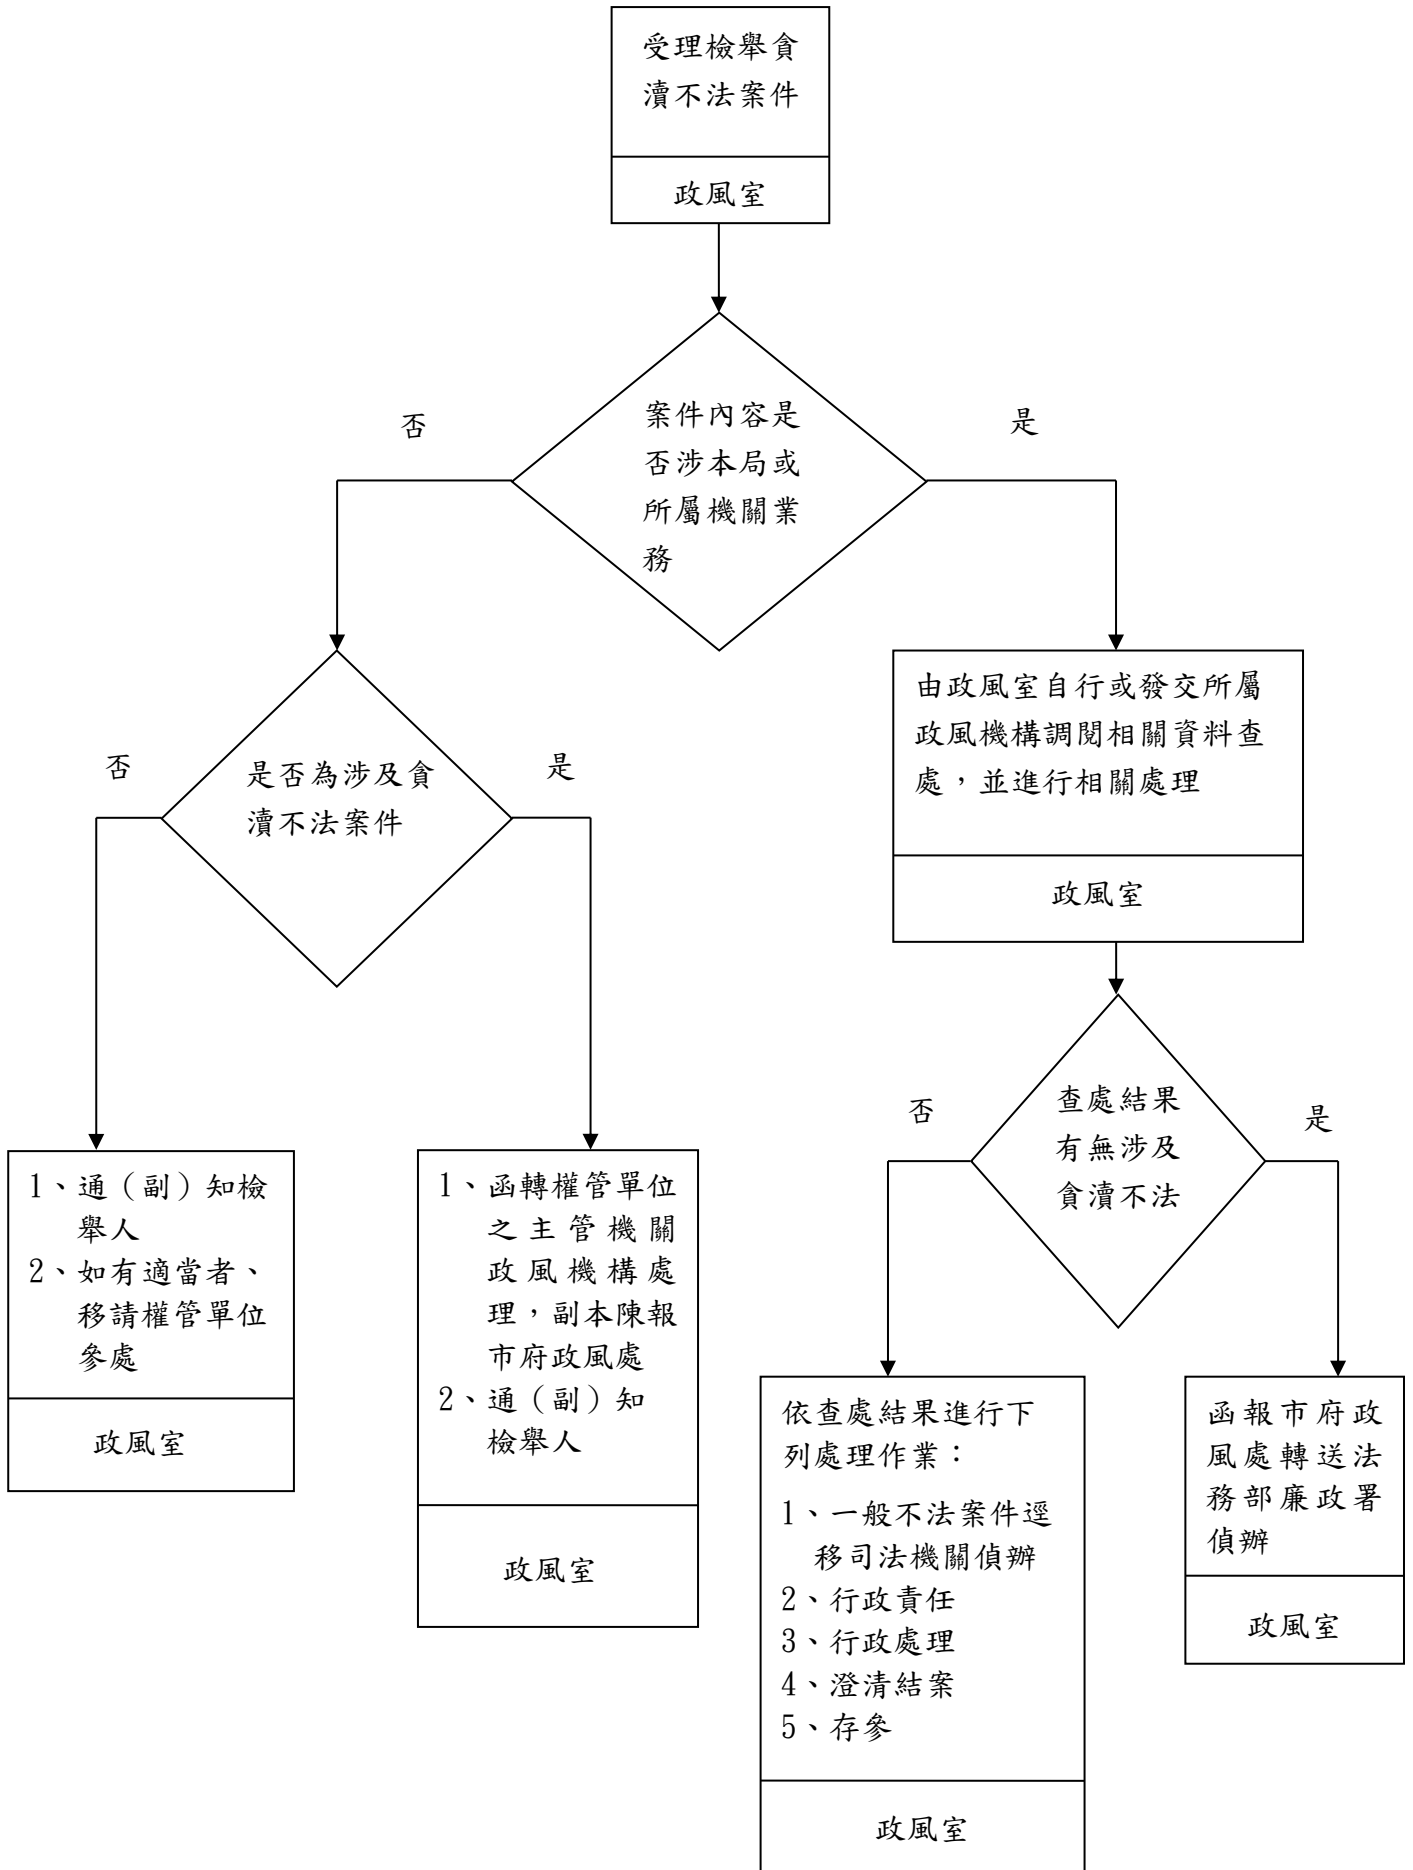 受理檢舉貪
瀆不法案件
政風室
案件內容是
否涉本局或
所屬機關業
務
否
是
是否為涉及貪
瀆不法案件
否
是
由政風室自行或發交所屬
政風機構調閱相關資料查
處，並進行相關處理
政風室
查處結果
有無涉及
貪瀆不法
否
是
1、通（副）知檢
舉人
2、如有適當者、
移請權管單位
參處
政風室
1、函轉權管單位
之主管機關
政風機構處
理，副本陳報
市府政風處
2、通（副）知
檢舉人
政風室
依查處結果進行下
列處理作業：
1、一般不法案件逕
移司法機關偵辦
2、行政責任
3、行政處理
4、澄清結案
5、存參
政風室
函報市府政
風處轉送法
務部廉政署
偵辦
政風室